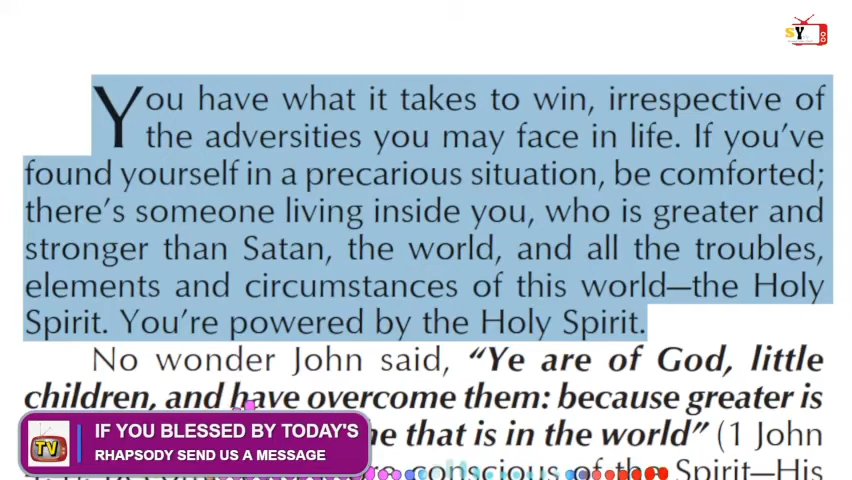 You have what it takes to win, irrespective of
the adversities you may face in life. If you've
found yourself in a precarious situation, be comforted;
there's someone living inside you, who is greater and
stronger than Satan, the world, and all the troubles,
elements and circumstances of this world—the Holy
Spirit. You're powered by the Holy Spirit.
No wonder John said, "Ye are of God, little
children, and have overcome them: because greater is
that is in the world" (1 John
conscious of the Spirit—His
SY
TV
IF YOU BLESSED BY TODAY'S
RHAPSODY SEND US A MESSAGE